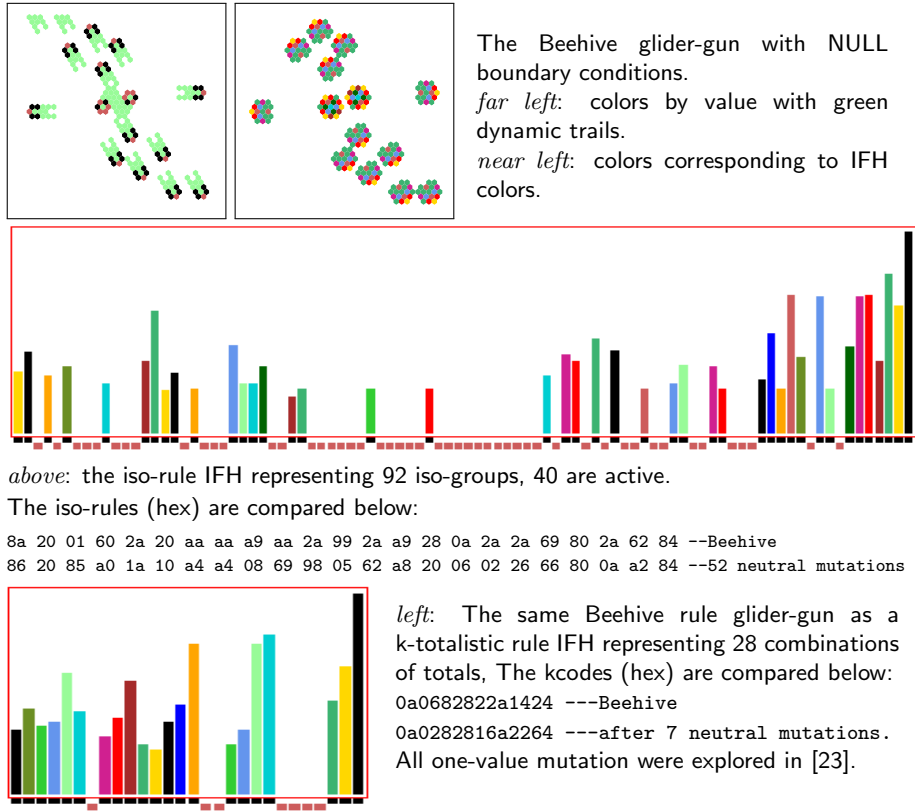 The Beehive glider-gun with NULL
boundary conditions.
far left: colors by value with green
dynamic trails.
near left: colors corresponding to IFH
colors.
above: the iso-rule IFH representing 92 iso-groups, 40 are active.
The iso-rules (hex) are compared below:
8a 20 01 60 2a 20 aa aa a9 aa 2a 99 2a a9 28 0a 2a 2a 69 80 2a 62 84 --Beehive
86 20 85 a0 1a 10 a4 a4 08 69 98 05 62 a8 20 06 02 26 66 80 0a a2 84 --52 neutral mutations
left: The same Beehive rule glider-gun as a
k-totalistic rule IFH representing 28 combinations
of totals, The kcodes (hex) are compared below:
0a0682822a1424 ---Beehive
0a0282816a2264 ---after 7 neutral mutations.
All one-value mutation were explored in [23].